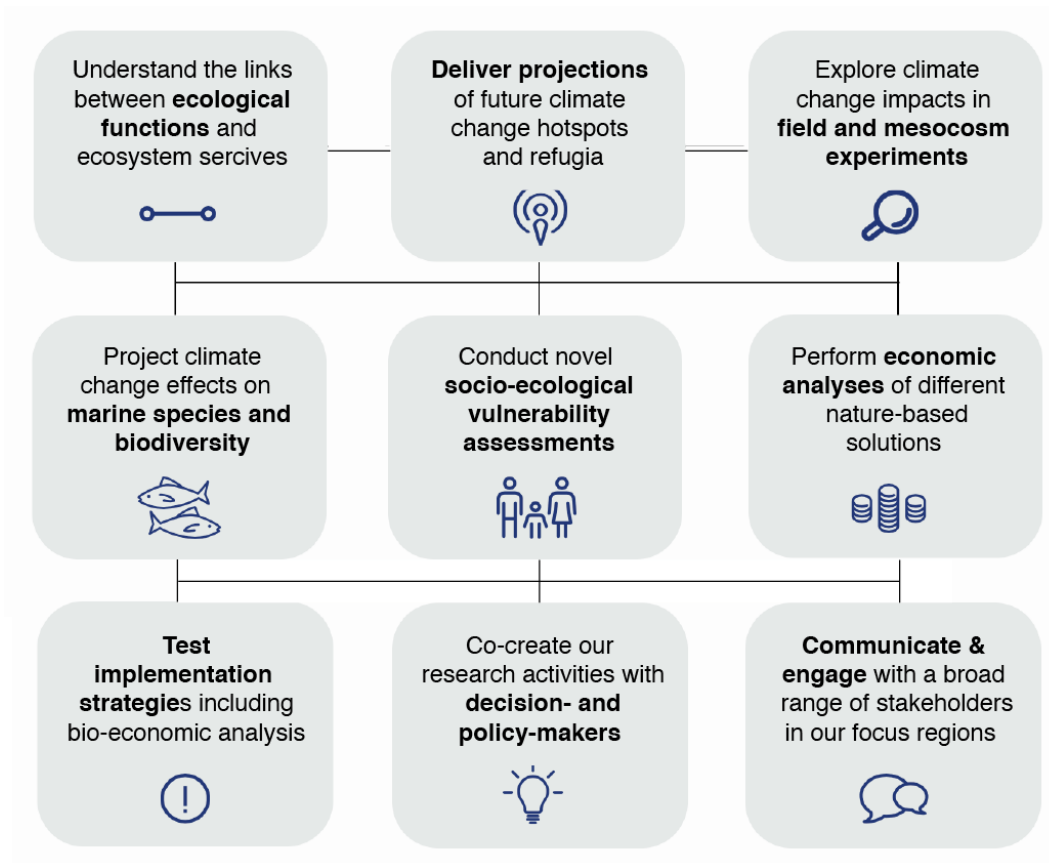 Understand the links
between ecological
functions and
ecosystem sercives
Deliver projections
of future climate
change hotspots
and refugia
Explore climate
change impacts in
field and mesocosm
experiments
Project climate
change effects on
marine species and
biodiversity
Conduct novel
socio-ecological
vulnerability
assessments
Perform economic
analyses of different
nature-based
solutions
Test
implementation
strategies including
bio-economic analysis
Co-create our
research activities with
decision- and
policy-makers
Communicate &
engage with a broad
range of stakeholders
in our focus regions